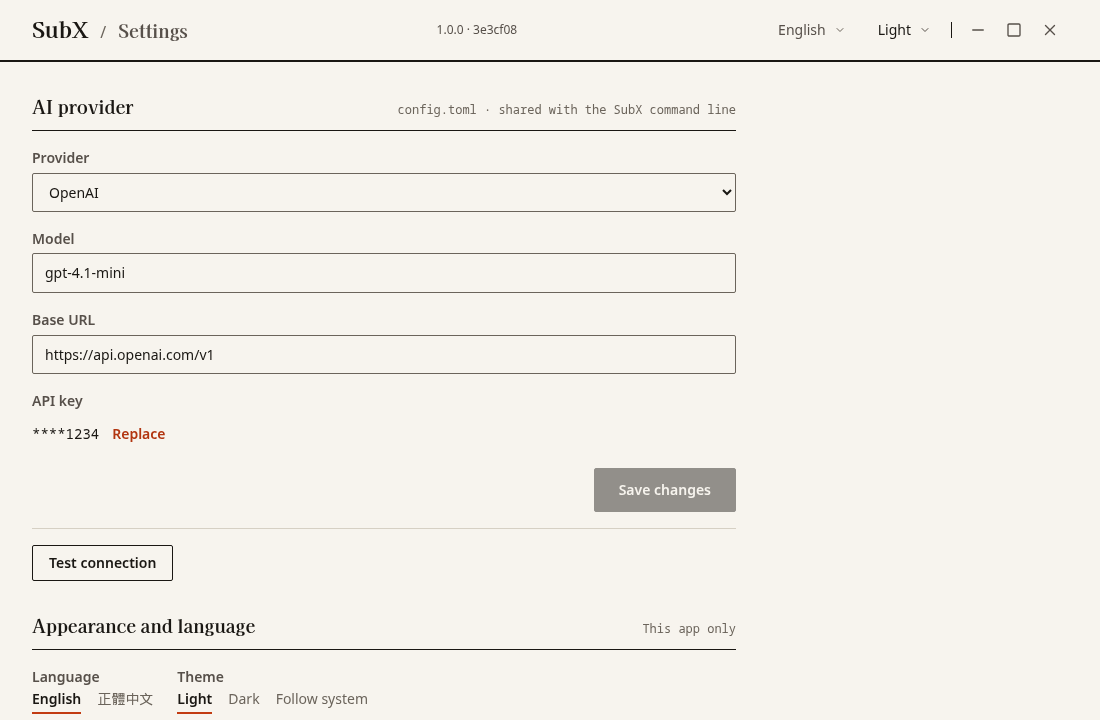 SubX / Settings
1.0.0 · 3e3cf08
English
Light
AI provider
config.toml · shared with the SubX command line
Provider
OpenAI
Model
gpt-4.1-mini
Base URL
https://api.openai.com/v1
API key
****1234 Replace
Save changes
Test connection
Appearance and language
This app only
Language
English 正體中文
Theme
Light Dark Follow system